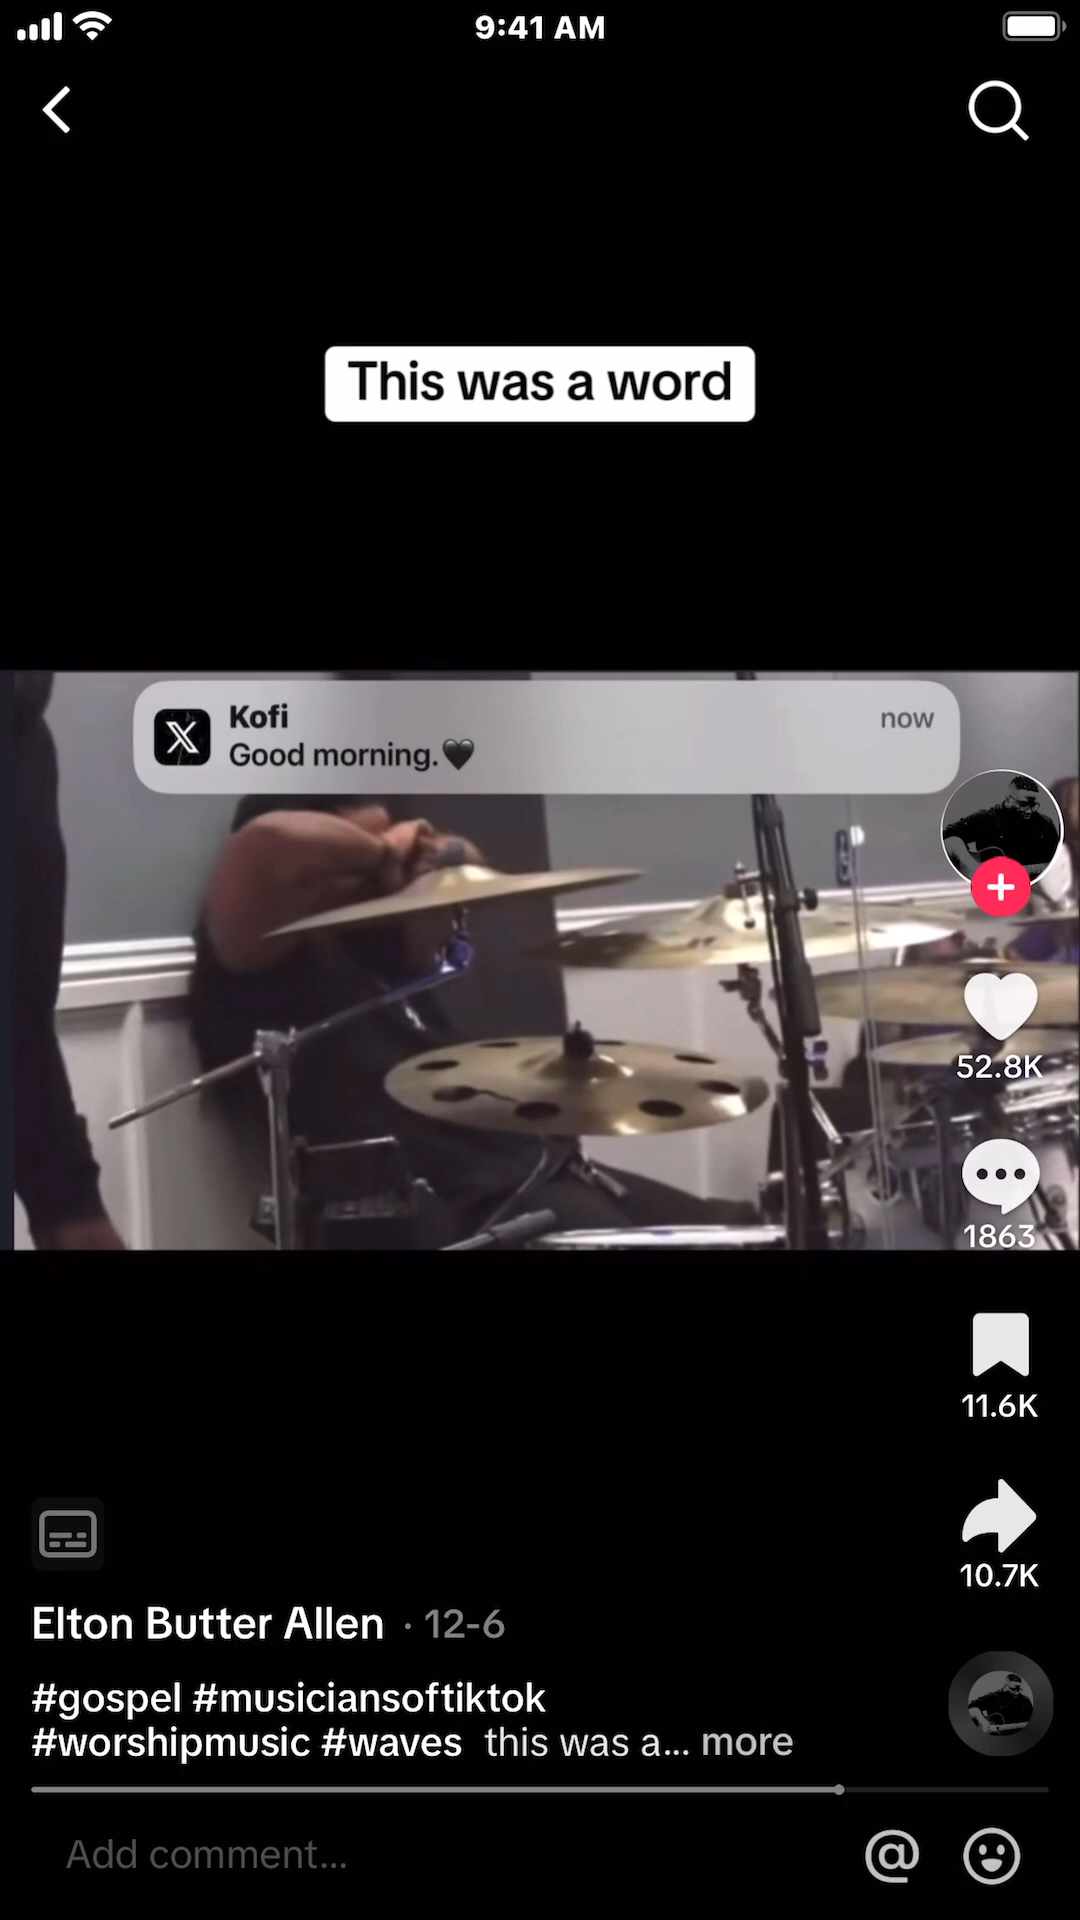 9:41 AM
This was a word
Kofi
now
Good morning.🖤
52.8K
1863
11.6K
10.7K
Elton Butter Allen · 12-6
#gospel #musiciansoftiktok
#worshipmusic #waves this was a... more
Add comment...